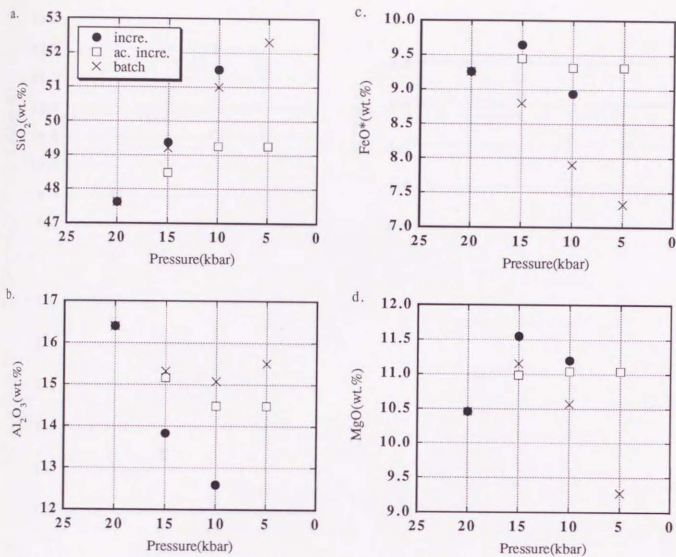 a.
53
52
51
50
49
48
47
SiO2(wt.%)
incre.
ac. incre.
batch
25 20 15 10 5 0
Pressure(kbar)
c.
10.0
9.5
9.0
8.5
8.0
7.5
7.0
FeO*(wt.%)
25 20 15 10 5 0
Pressure(kbar)
b.
17
16
15
14
13
12
Al2O3(wt.%)
25 20 15 10 5 0
Pressure(kbar)
d.
12.0
11.5
11.0
10.5
10.0
9.5
9.0
MgO(wt.%)
25 20 15 10 5 0
Pressure(kbar)